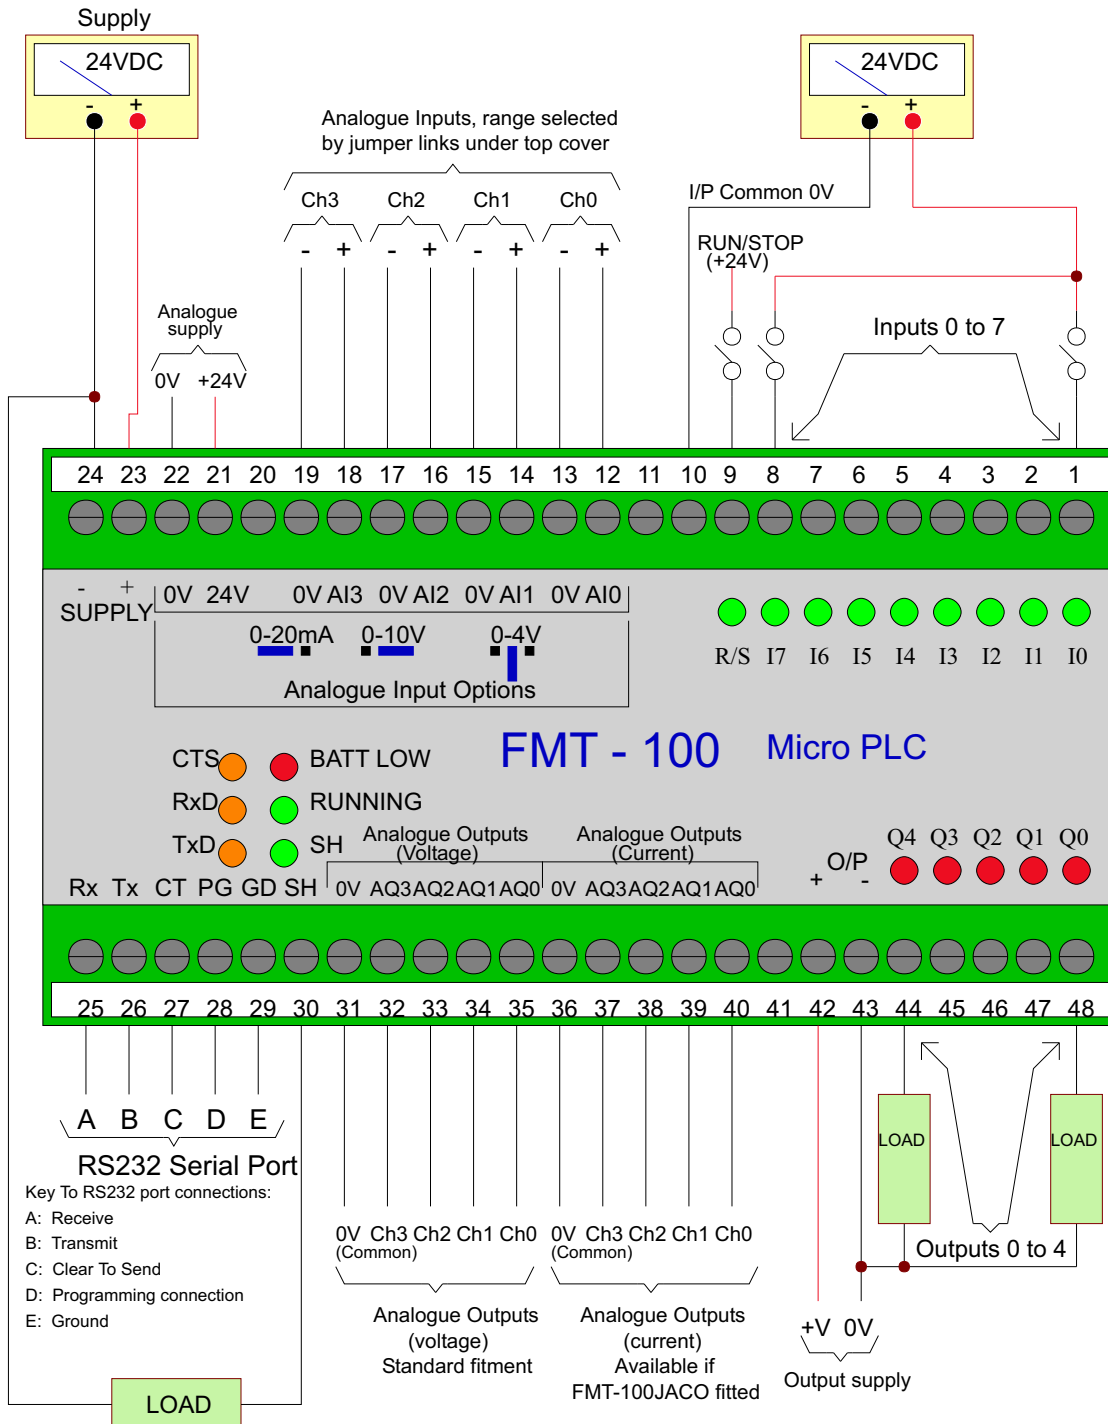 Supply
24VDC
- +
24VDC
- +
Analogue Inputs, range selected
by jumper links under top cover
Ch3 Ch2 Ch1 Ch0
- + - + - + - +
I/P Common 0V
RUN/STOP
(+24V)
Analogue
supply
0V +24V
Inputs 0 to 7
24 23 22 21 20 19 18 17 16 15 14 13 12 11 10 9 8 7 6 5 4 3 2 1
- +
SUPPLY
0V 24V 0V AI3 0V AI2 0V AI1 0V AI0
0-20mA 0-10V 0-4V
Analogue Input Options
R/S I7 I6 I5 I4 I3 I2 I1 I0
FMT - 100 Micro PLC
CTS BATT LOW
RxD RUNNING
TxD SH
Analogue Outputs
(Voltage)
Analogue Outputs
(Current)
Q4 Q3 Q2 Q1 Q0
+ O/P -
Rx Tx CT PG GD SH
0V AQ3 AQ2 AQ1 AQ0 0V AQ3 AQ2 AQ1 AQ0
25 26 27 28 29 30 31 32 33 34 35 36 37 38 39 40 41 42 43 44 45 46 47 48
A B C D E
RS232 Serial Port
Key To RS232 port connections:
A: Receive
B: Transmit
C: Clear To Send
D: Programming connection
E: Ground
LOAD
0V Ch3 Ch2 Ch1 Ch0
(Common)
Analogue Outputs
(voltage)
Standard fitment
0V Ch3 Ch2 Ch1 Ch0
(Common)
Analogue Outputs
(current)
Available if
FMT-100JACO fitted
LOAD LOAD
Outputs 0 to 4
+V 0V
Output supply